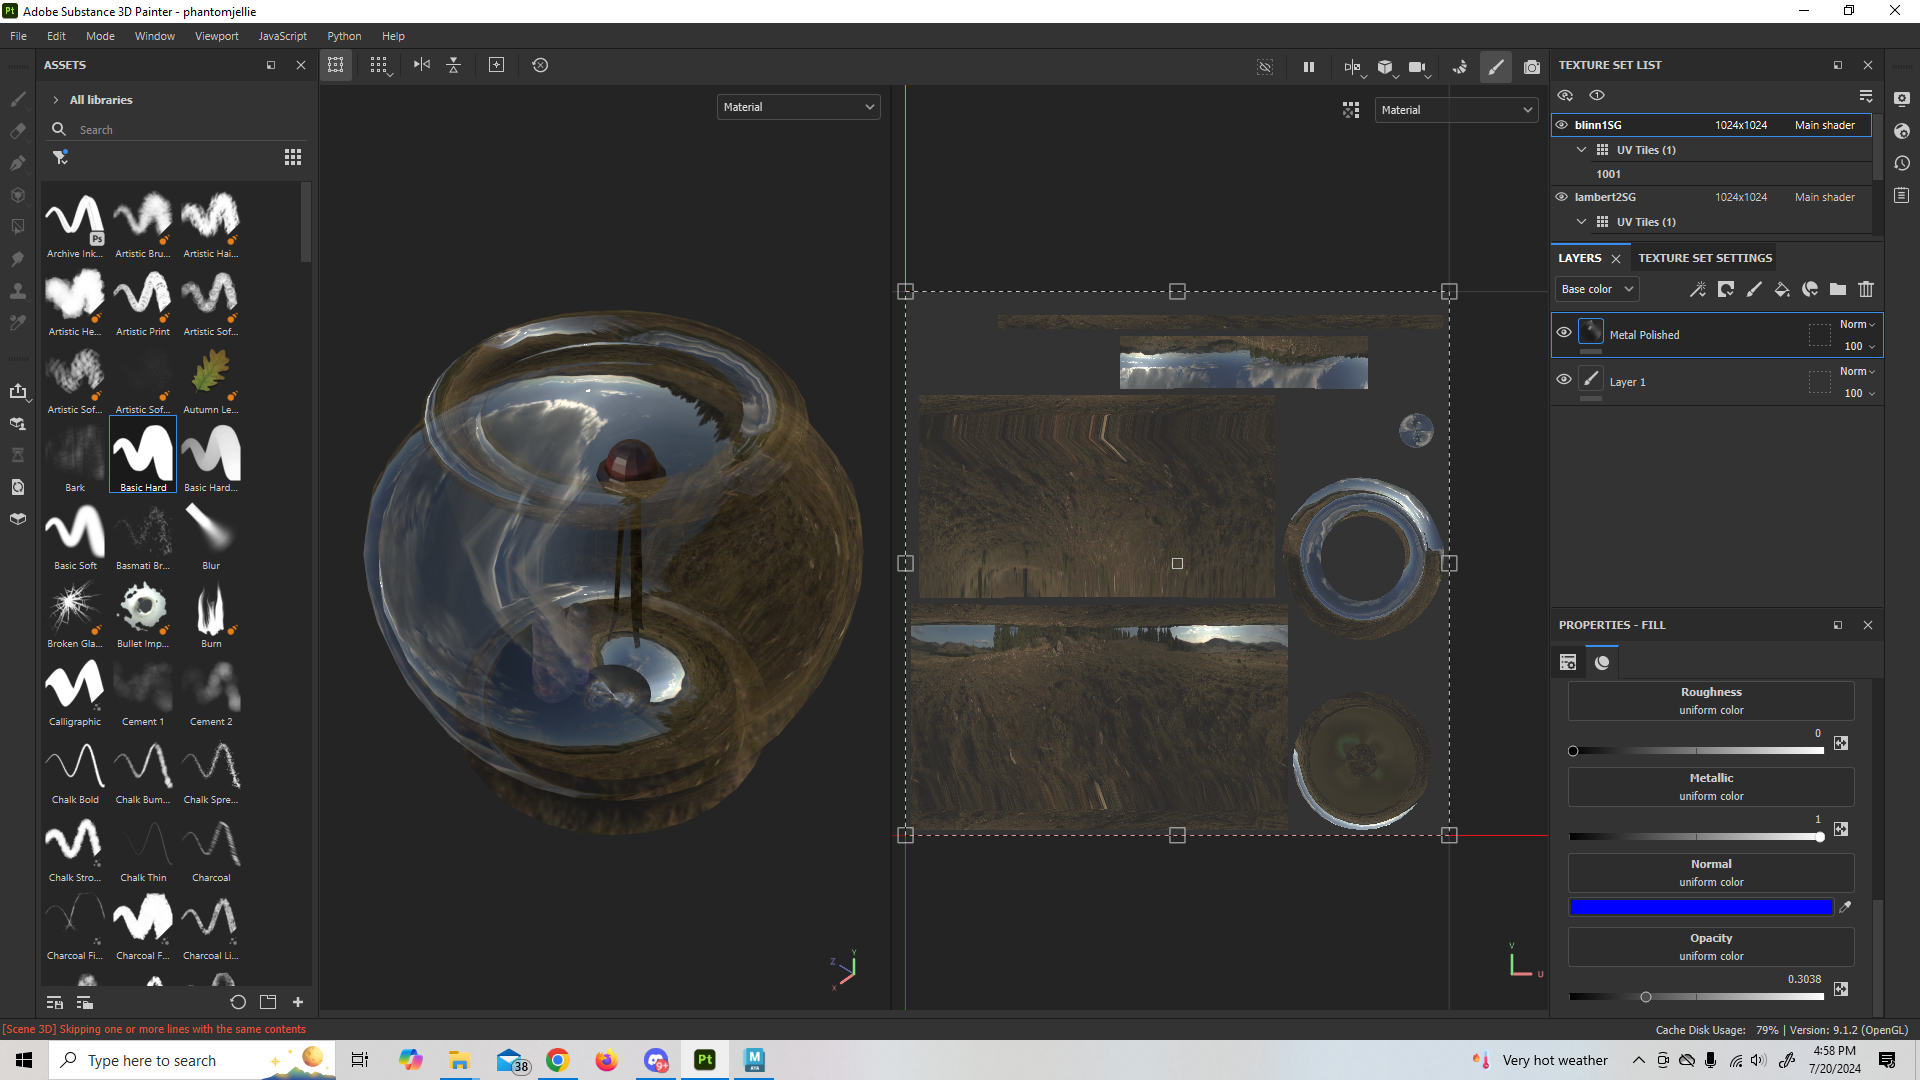 Adobe Substance 3D Painter - phantomjellie
File Edit Mode Window Viewport JavaScript Python Help
ASSETS
All libraries
Search
Archive Ink... Artistic Bru... Artistic Hai...
Ps
Artistic He... Artistic Print Artistic Sof...
Artistic Sof... Artistic Sof... Autumn Le...
Bark Basic Hard Basic Hard...
Basic Soft Basmati Br... Blur
Broken Gla... Bullet Imp... Burn
Calligraphic Cement 1 Cement 2
Chalk Bold Chalk Bum... Chalk Spre...
Chalk Stro... Chalk Thin Charcoal
Charcoal Fi... Charcoal F... Charcoal Li...
Material
Material
Y
Z
X
V
U
TEXTURE SET LIST
blinn1SG 1024x1024 Main shader
UV Tiles (1)
1001
lambert2SG 1024x1024 Main shader
UV Tiles (1)
LAYERS TEXTURE SET SETTINGS
Base color
Metal Polished Norm
100
Layer 1 Norm
100
PROPERTIES - FILL
Roughness
uniform color
0
Metallic
uniform color
1
Normal
uniform color
Opacity
uniform color
0.3038
[Scene 3D] Skipping one or more lines with the same contents
Cache Disk Usage: 79% | Version: 9.1.2 (OpenGL)
Type here to search
38
9+
Pt
M
Very hot weather
4:58 PM
7/20/2024